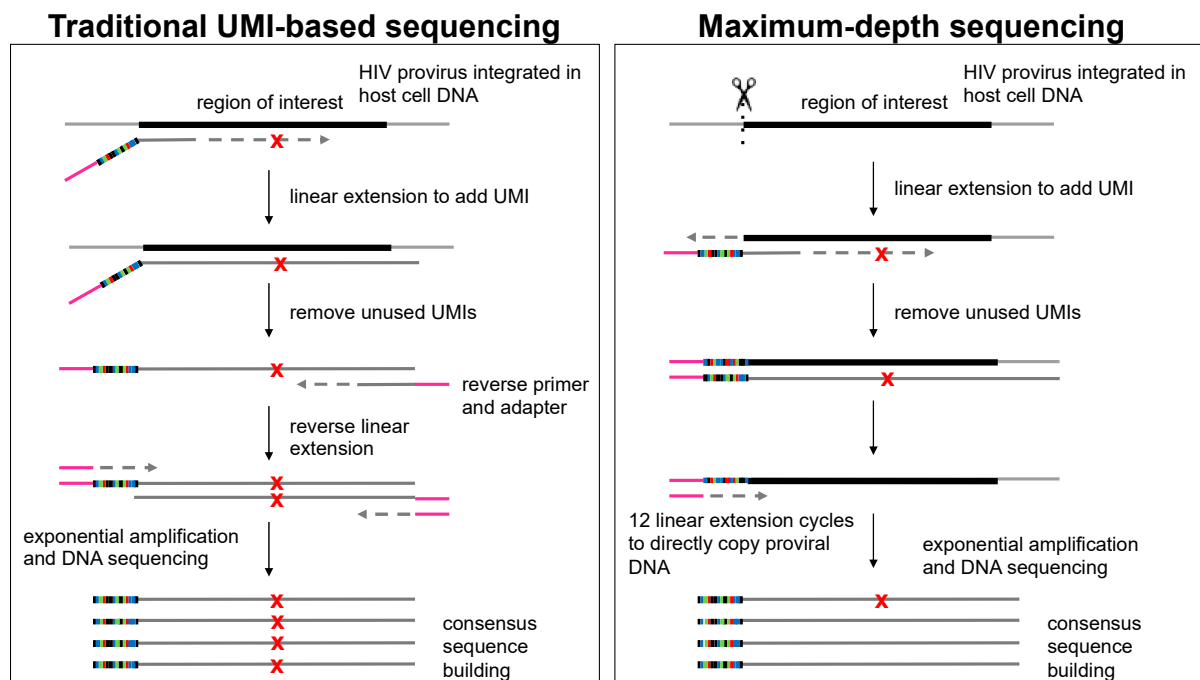 Traditional UMI-based sequencing
HIV provirus integrated in
host cell DNA
region of interest
X
linear extension to add UMI
X
remove unused UMIs
X
reverse primer
and adapter
reverse linear
extension
X
X
exponential amplification
and DNA sequencing
X
X
X
X
consensus
sequence
building
Maximum-depth sequencing
HIV provirus integrated in
host cell DNA
region of interest
linear extension to add UMI
X
remove unused UMIs
X
12 linear extension cycles
to directly copy proviral
DNA
exponential amplification
and DNA sequencing
X
consensus
sequence
building